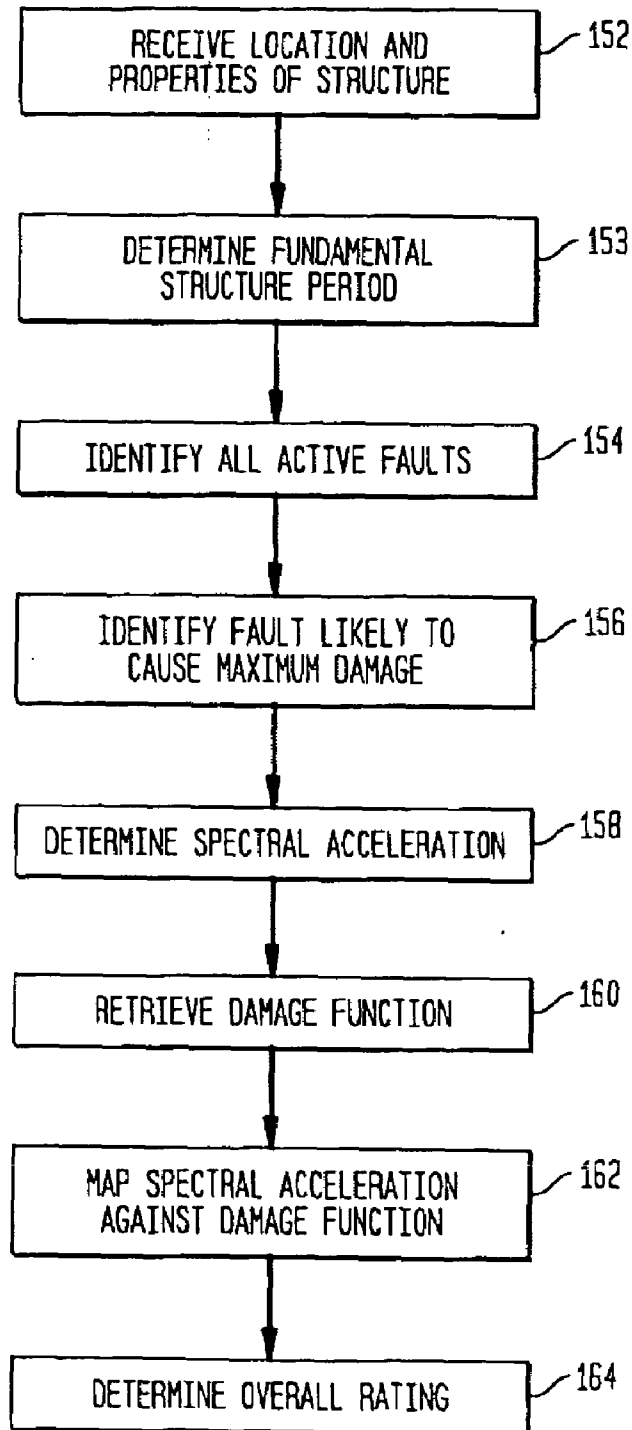 RECEIVE LOCATION AND
PROPERTIES OF STRUCTURE
152
DETERMINE FUNDAMENTAL
STRUCTURE PERIOD
153
IDENTIFY ALL ACTIVE FAULTS
154
IDENTIFY FAULT LIKELY TO
CAUSE MAXIMUM DAMAGE
156
DETERMINE SPECTRAL ACCELERATION
158
RETRIEVE DAMAGE FUNCTION
160
MAP SPECTRAL ACCELERATION
AGAINST DAMAGE FUNCTION
162
DETERMINE OVERALL RATING
164